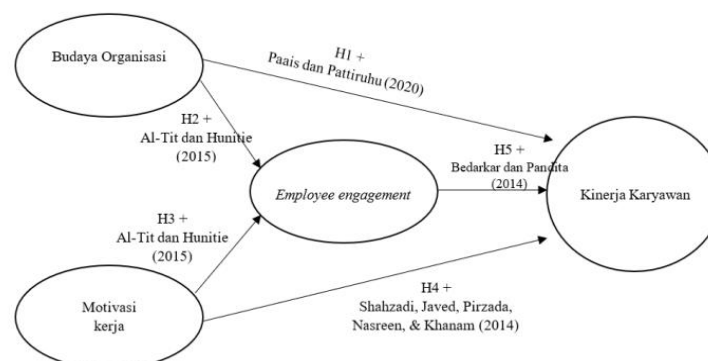 Budaya Organisasi
H1 +
Paais dan Pattiruhu (2020)
H2 +
Al-Tit dan Hunitie
(2015)
H5 +
Bedarkar dan Pandita
(2014)
Employee engagement
Kinerja Karyawan
H3 +
Al-Tit dan Hunitie
(2015)
H4 +
Shahzadi, Javed, Pirzada,
Nasreen, & Khanam (2014)
Motivasi
kerja